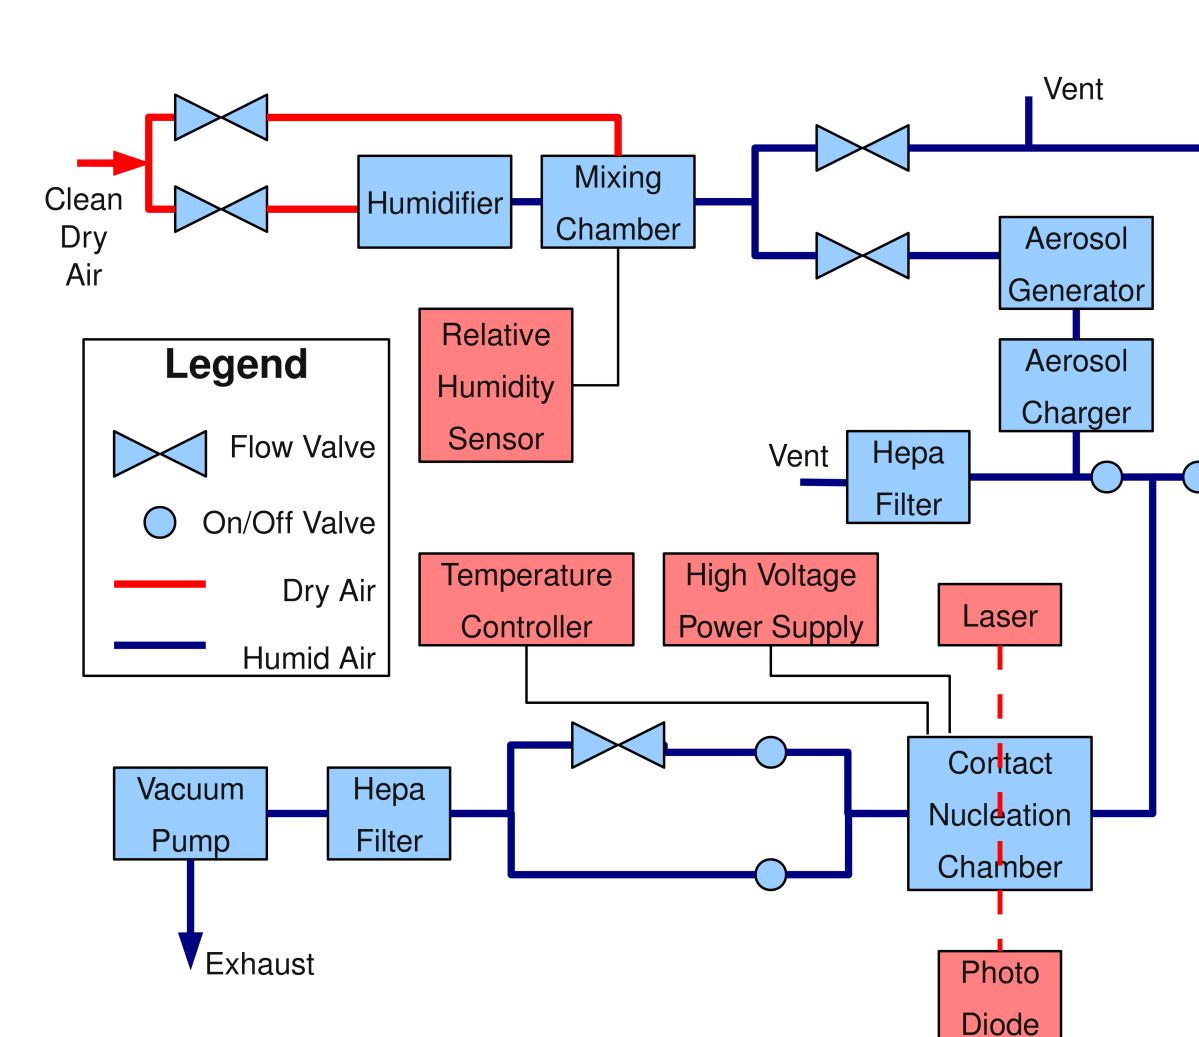 Vent
Clean
Dry
Air
Humidifier
Mixing
Chamber
Aerosol
Generator
Relative
Humidity
Sensor
Aerosol
Charger
Legend
Flow Valve
On/Off Valve
Dry Air
Humid Air
Vent
Hepa
Filter
Temperature
Controller
High Voltage
Power Supply
Laser
Vacuum
Pump
Hepa
Filter
Contact
Nucleation
Chamber
Exhaust
Photo
Diode